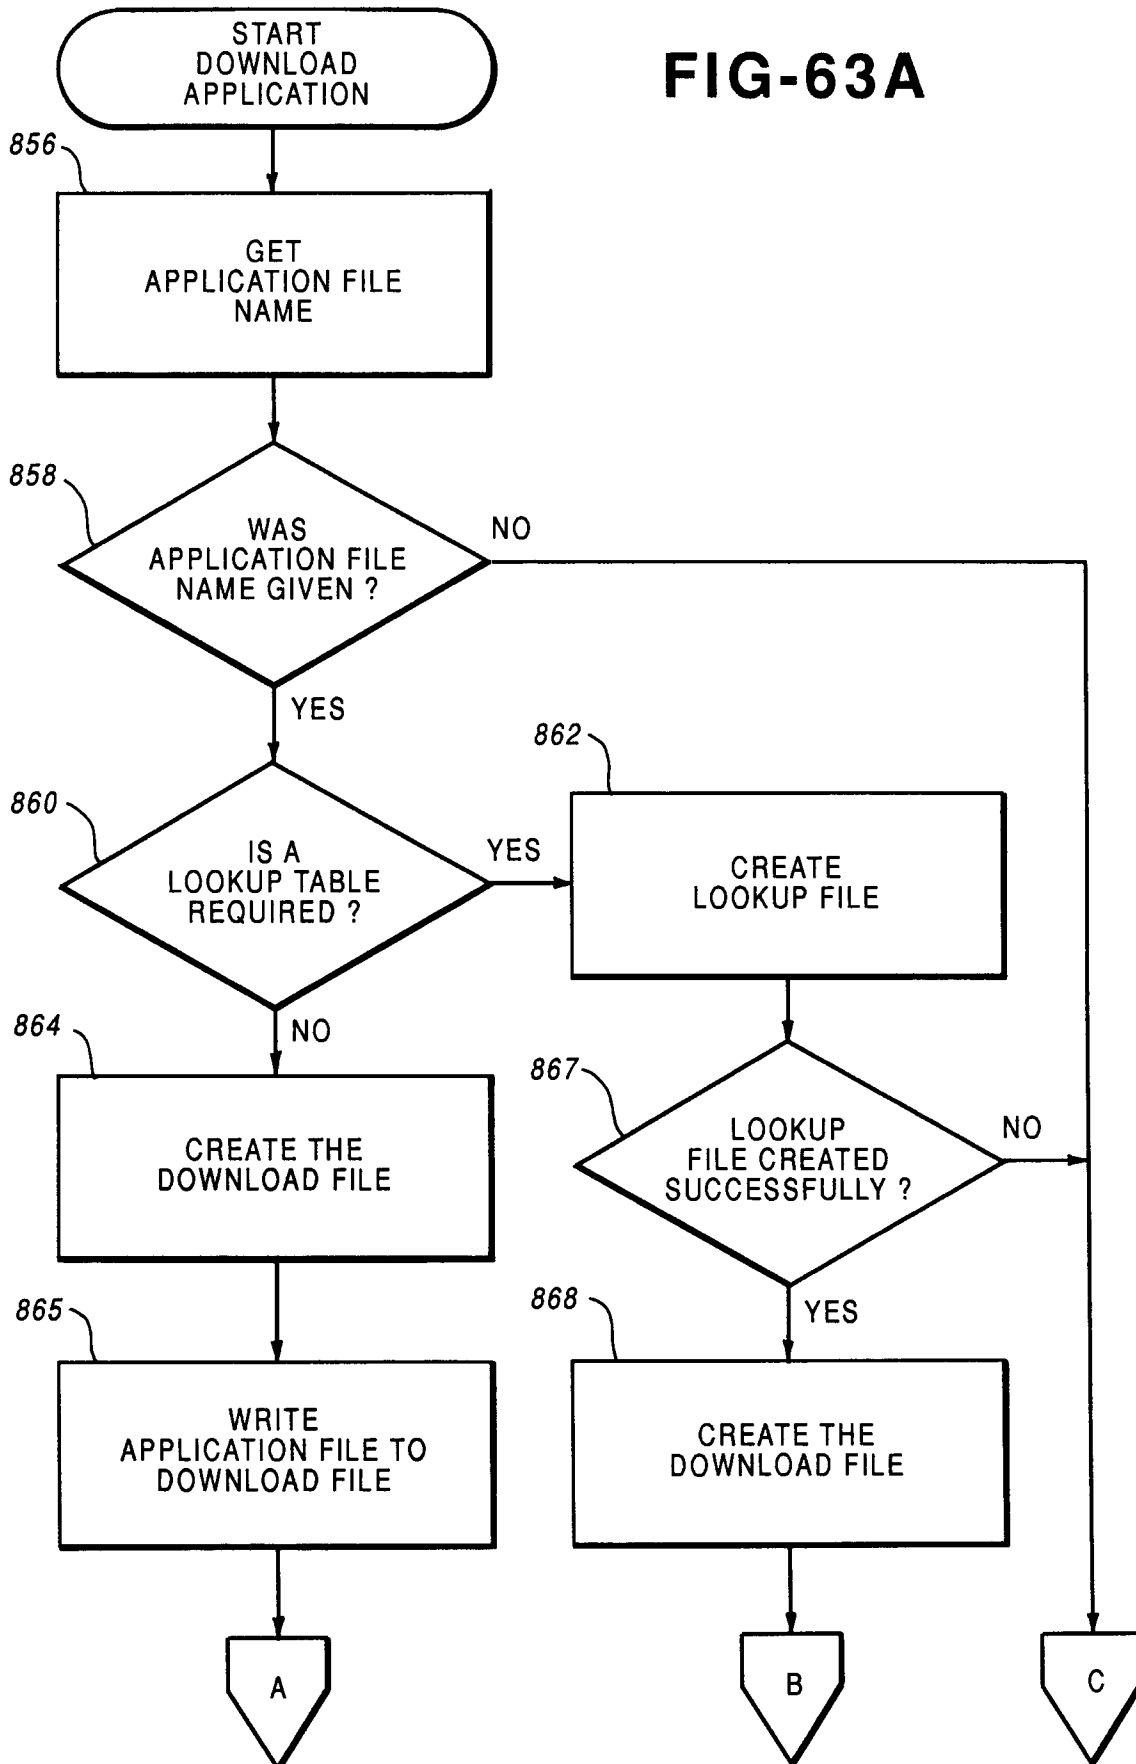 START
DOWNLOAD
APPLICATION
FIG-63A
856
GET
APPLICATION FILE
NAME
858
WAS
APPLICATION FILE
NAME GIVEN ?
NO
YES
862
860
IS A
LOOKUP TABLE
REQUIRED ?
YES
CREATE
LOOKUP FILE
NO
864
CREATE THE
DOWNLOAD FILE
867
LOOKUP
FILE CREATED
SUCCESSFULLY ?
NO
YES
865
WRITE
APPLICATION FILE TO
DOWNLOAD FILE
868
CREATE THE
DOWNLOAD FILE
A
B
C